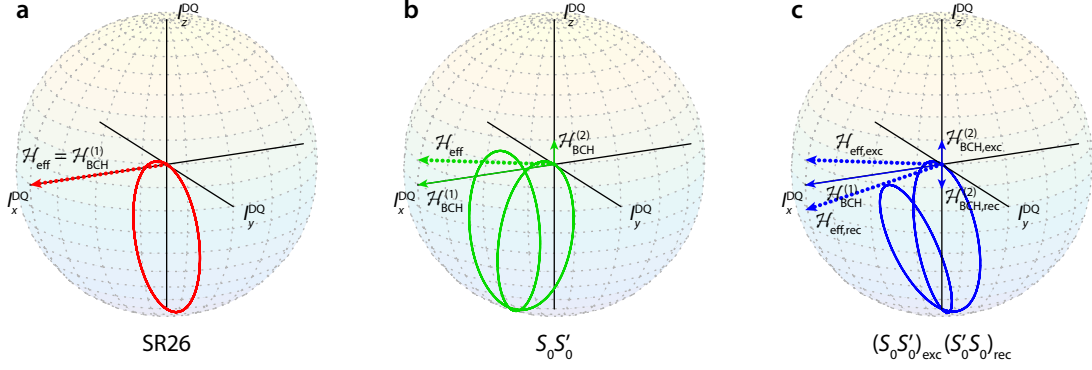 a
I_z^DQ
H_eff = H_BCH^(1)
I_x^DQ
I_y^DQ
SR26
b
I_z^DQ
H_eff
H_BCH^(2)
I_x^DQ
H_BCH^(1)
I_y^DQ
S_0S'_0
c
I_z^DQ
H_eff,exc
H_BCH,exc^(2)
I_x^DQ
H_BCH^(1)
H_BCH,rec^(2)
H_eff,rec
I_y^DQ
(S_0S'_0)_exc(S'_0S_0)_rec